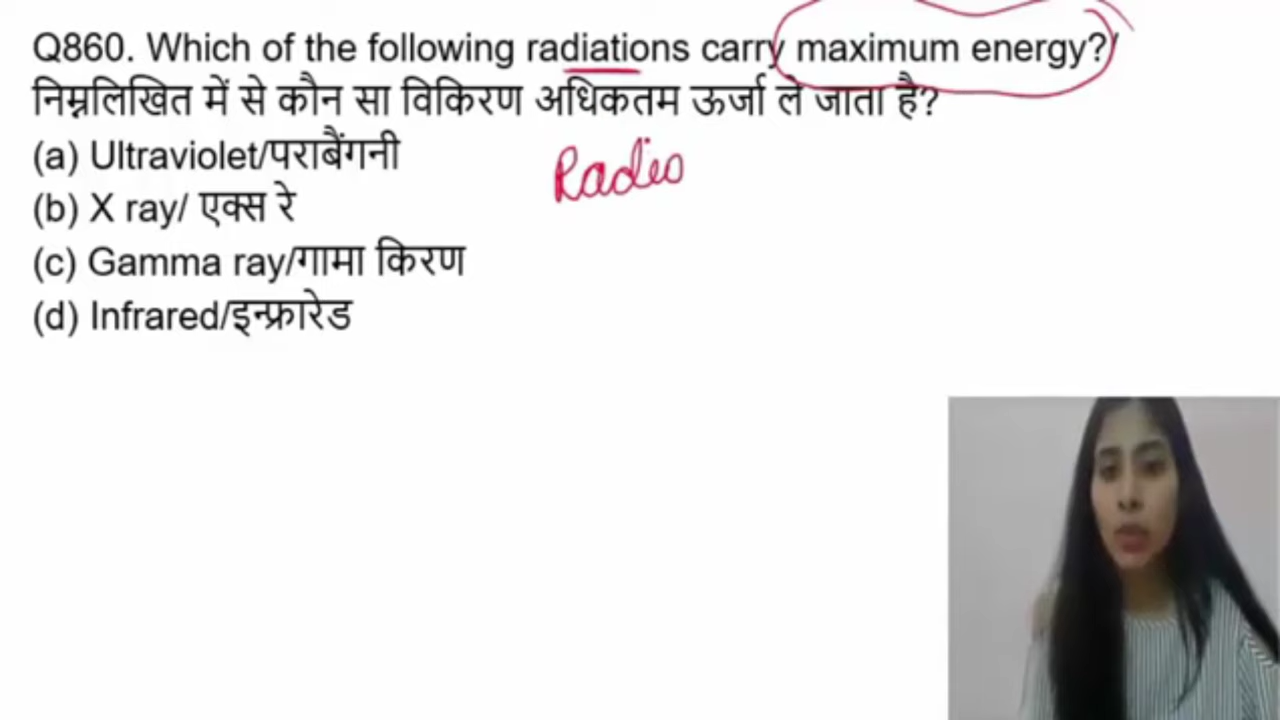 Q860. Which of the following radiations carry maximum energy?/
निम्नलिखित में से कौन सा विकिरण अधिकतम ऊर्जा ले जाता है?
(a) Ultraviolet/पराबैंगनी
Radio
(b) X ray/ एक्स रे
(c) Gamma ray/गामा किरण
(d) Infrared/इन्फ्रारेड